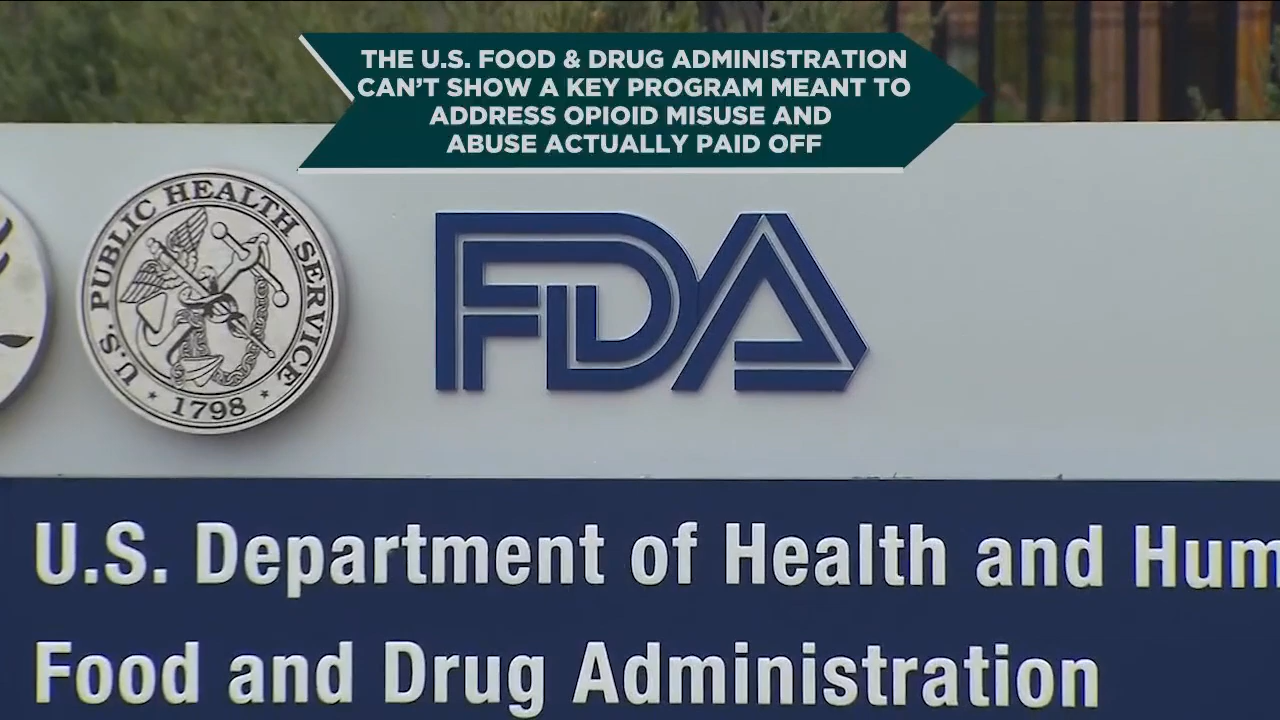 THE U.S. FOOD & DRUG ADMINISTRATION
CAN'T SHOW A KEY PROGRAM MEANT TO
ADDRESS OPIOID MISUSE AND
ABUSE ACTUALLY PAID OFF
U.S. PUBLIC HEALTH SERVICE
1798
FDA
U.S. Department of Health and Hum
Food and Drug Administration